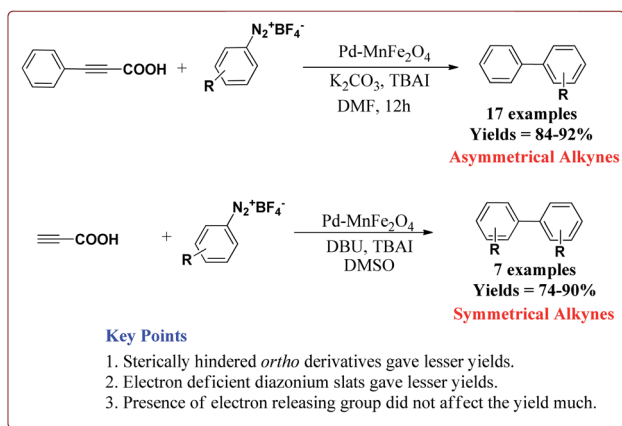 N2+BF4-
Pd-MnFe2O4
COOH + R
K2CO3, TBAI
DMF, 12h
R
17 examples
Yields = 84-92%
Asymmetrical Alkynes
N2+BF4-
Pd-MnFe2O4
COOH + R
DBU, TBAI
DMSO
R R
7 examples
Yields = 74-90%
Symmetrical Alkynes
Key Points
1. Sterically hindered ortho derivatives gave lesser yields.
2. Electron deficient diazonium slats gave lesser yields.
3. Presence of electron releasing group did not affect the yield much.